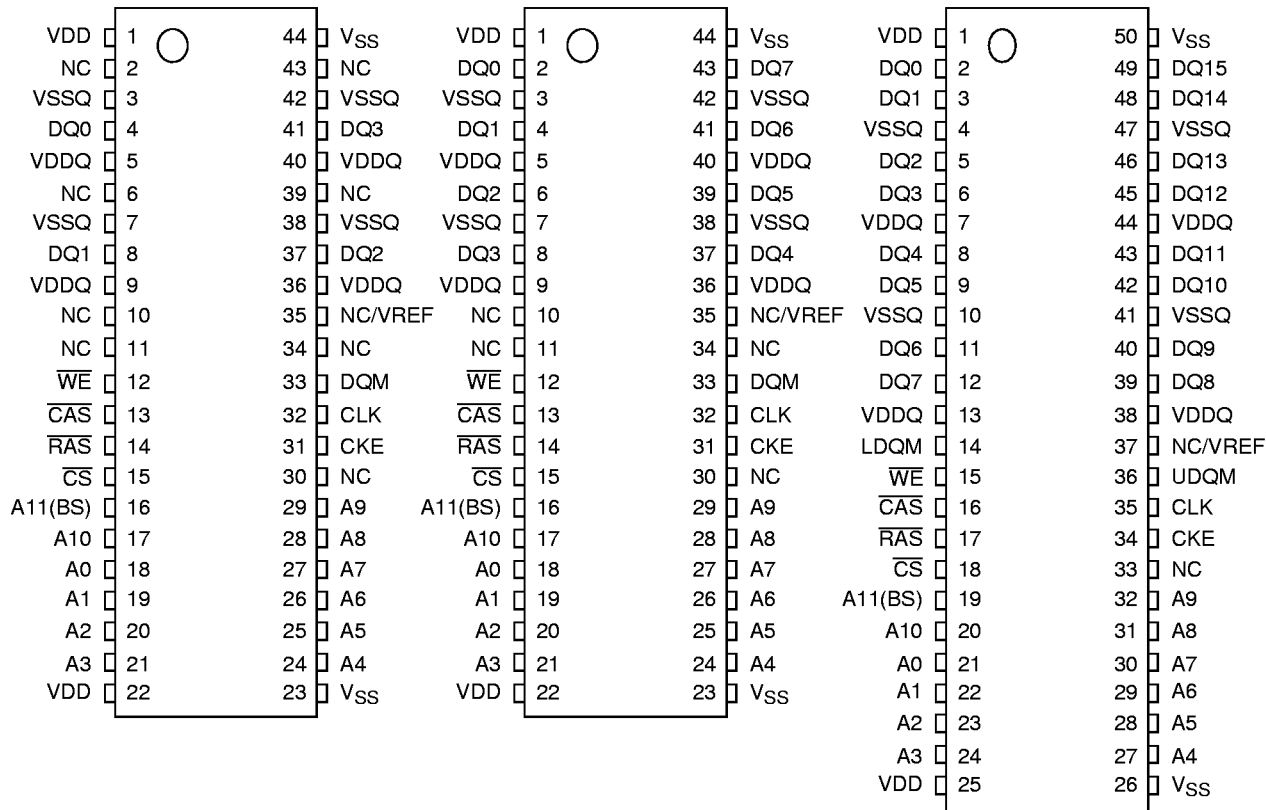 VDD 1 44 VSS VDD 1 44 VSS VDD 1 50 VSS
NC 2 43 NC DQ0 2 43 DQ7 DQ0 2 49 DQ15
VSSQ 3 42 VSSQ VSSQ 3 42 VSSQ DQ1 3 48 DQ14
DQ0 4 41 DQ3 DQ1 4 41 DQ6 VSSQ 4 47 VSSQ
VDDQ 5 40 VDDQ VDDQ 5 40 VDDQ DQ2 5 46 DQ13
NC 6 39 NC DQ2 6 39 DQ5 DQ3 6 45 DQ12
VSSQ 7 38 VSSQ VSSQ 7 38 VSSQ VDDQ 7 44 VDDQ
DQ1 8 37 DQ2 DQ3 8 37 DQ4 DQ4 8 43 DQ11
VDDQ 9 36 VDDQ VDDQ 9 36 VDDQ DQ5 9 42 DQ10
NC 10 35 NC/VREF NC 10 35 NC/VREF VSSQ 10 41 VSSQ
NC 11 34 NC NC 11 34 NC DQ6 11 40 DQ9
WE 12 33 DQM WE 12 33 DQM DQ7 12 39 DQ8
CAS 13 32 CLK CAS 13 32 CLK VDDQ 13 38 VDDQ
RAS 14 31 CKE RAS 14 31 CKE LDQM 14 37 NC/VREF
CS 15 30 NC CS 15 30 NC WE 15 36 UDQM
A11(BS) 16 29 A9 A11(BS) 16 29 A9 CAS 16 35 CLK
A10 17 28 A8 A10 17 28 A8 RAS 17 34 CKE
A0 18 27 A7 A0 18 27 A7 CS 18 33 NC
A1 19 26 A6 A1 19 26 A6 A11(BS) 19 32 A9
A2 20 25 A5 A2 20 25 A5 A10 20 31 A8
A3 21 24 A4 A3 21 24 A4 A0 21 30 A7
VDD 22 23 VSS VDD 22 23 VSS A1 22 29 A6
A2 23 28 A5
A3 24 27 A4
VDD 25 26 VSS